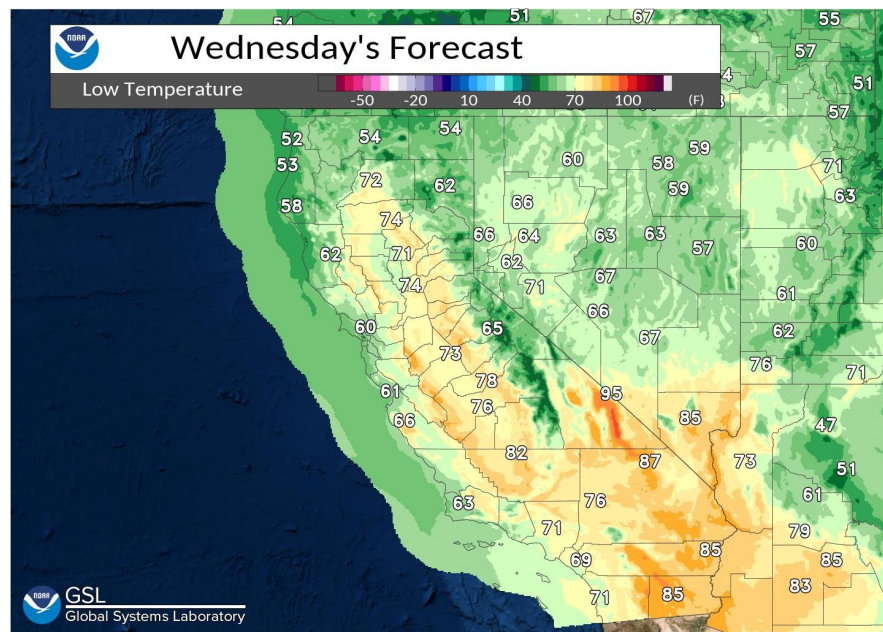 54
51
67
55
NOAA
Wednesday's Forecast
57
Low Temperature
-50 -20 10 40 70 100 (F)
4
51
57
52 54 54 59
53 60 58 71
72 62 59 63
58 66
74
66 64 63 63 57 60
62 71 62
74 71 67 61
60 65 66 67 62
73 76 71
61 78 95
66 76 85 47
82 87 73 51
63 76 61
71 79
69 85 85
71 85 83
NOAA GSL
Global Systems Laboratory